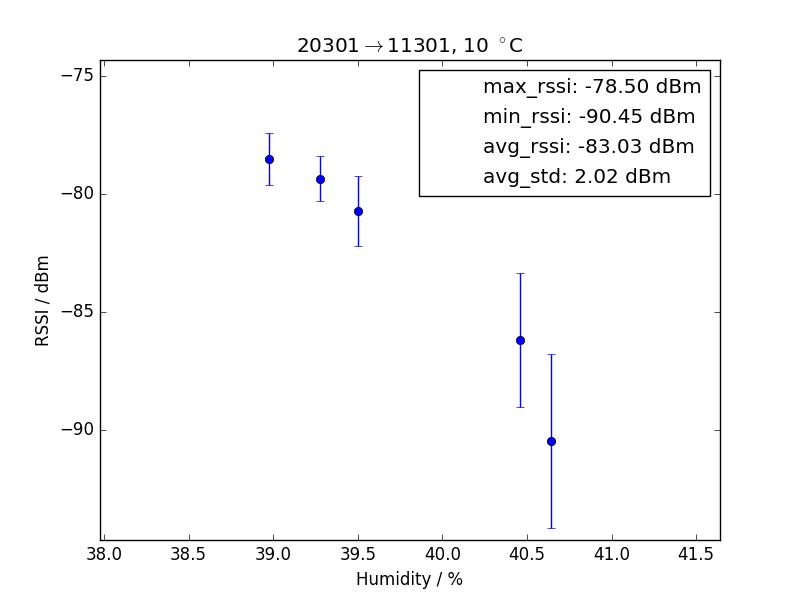 20301→11301, 10 °C
max_rssi: -78.50 dBm
min_rssi: -90.45 dBm
avg_rssi: -83.03 dBm
avg_std: 2.02 dBm
−75
−80
−85
−90
RSSI / dBm
38.0 38.5 39.0 39.5 40.0 40.5 41.0 41.5
Humidity / %